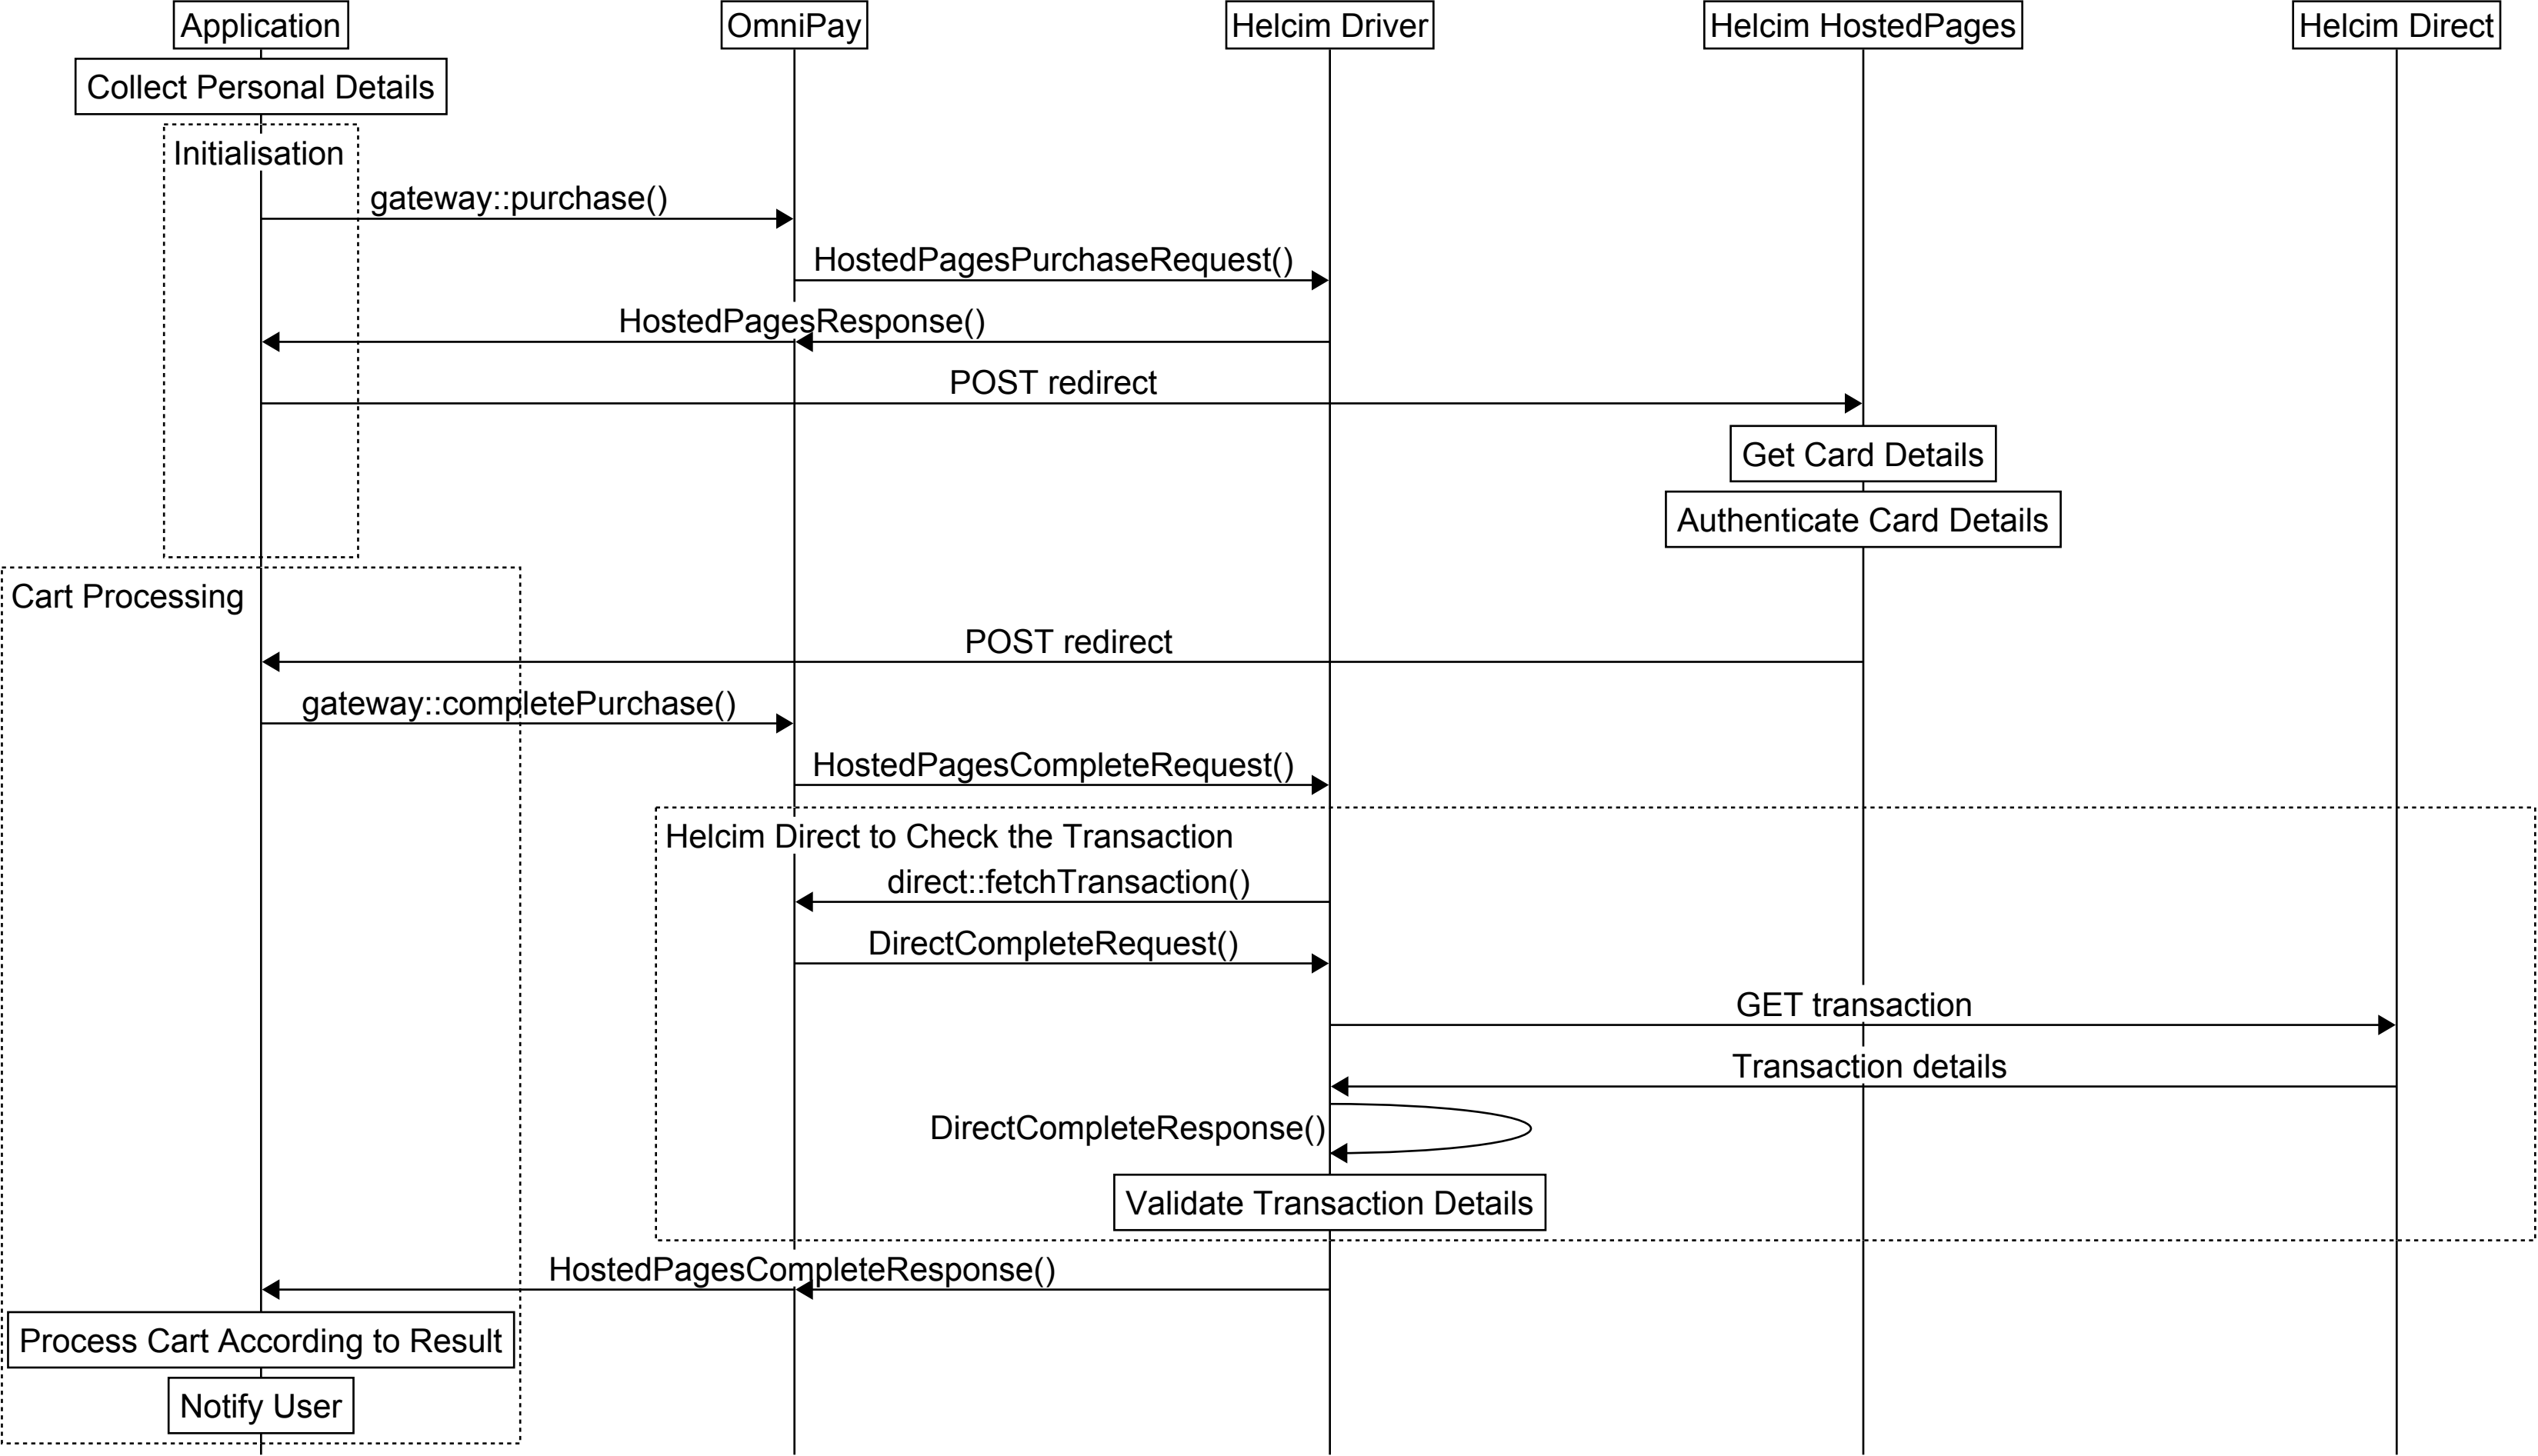 Application
OmniPay
Helcim Driver
Helcim HostedPages
Helcim Direct
Collect Personal Details
Initialisation
gateway::purchase()
HostedPagesPurchaseRequest()
HostedPagesResponse()
POST redirect
Get Card Details
Authenticate Card Details
Cart Processing
POST redirect
gateway::completePurchase()
HostedPagesCompleteRequest()
Helcim Direct to Check the Transaction
direct::fetchTransaction()
DirectCompleteRequest()
GET transaction
Transaction details
DirectCompleteResponse()
Validate Transaction Details
HostedPagesCompleteResponse()
Process Cart According to Result
Notify User